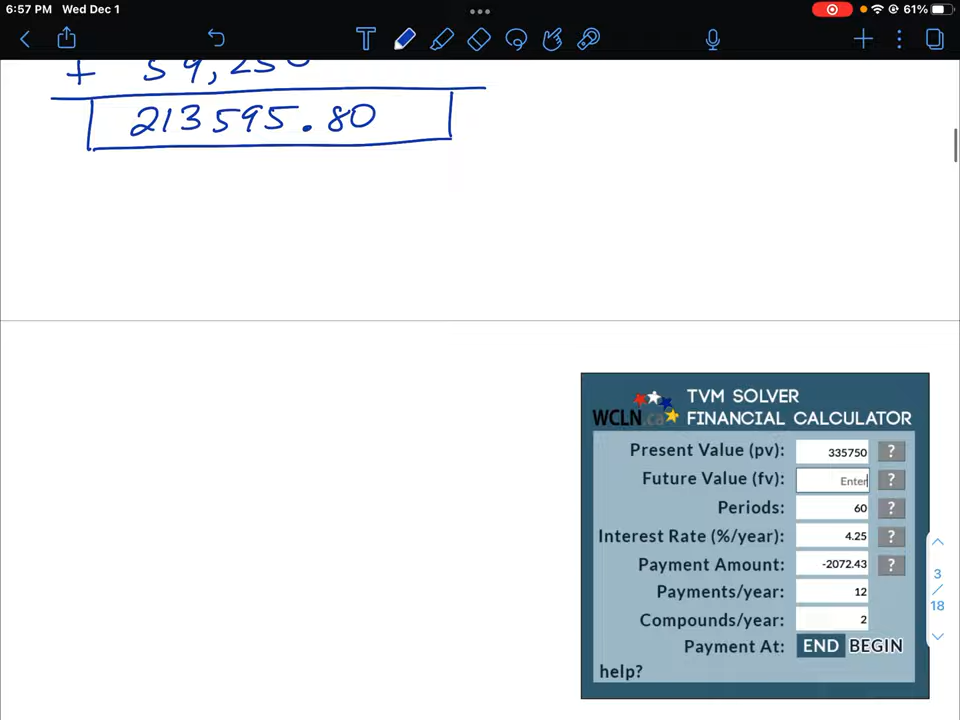 6:57 PM Wed Dec 1
61%
T
+ 59,250
213595.80
WCLN.ca
TVM SOLVER
FINANCIAL CALCULATOR
Present Value (pv): 335750 ?
Future Value (fv): Enter ?
Periods: 60 ?
Interest Rate (%/year): 4.25 ?
Payment Amount: -2072.43 ?
Payments/year: 12
Compounds/year: 2
Payment At: END BEGIN
help?
3
/
18